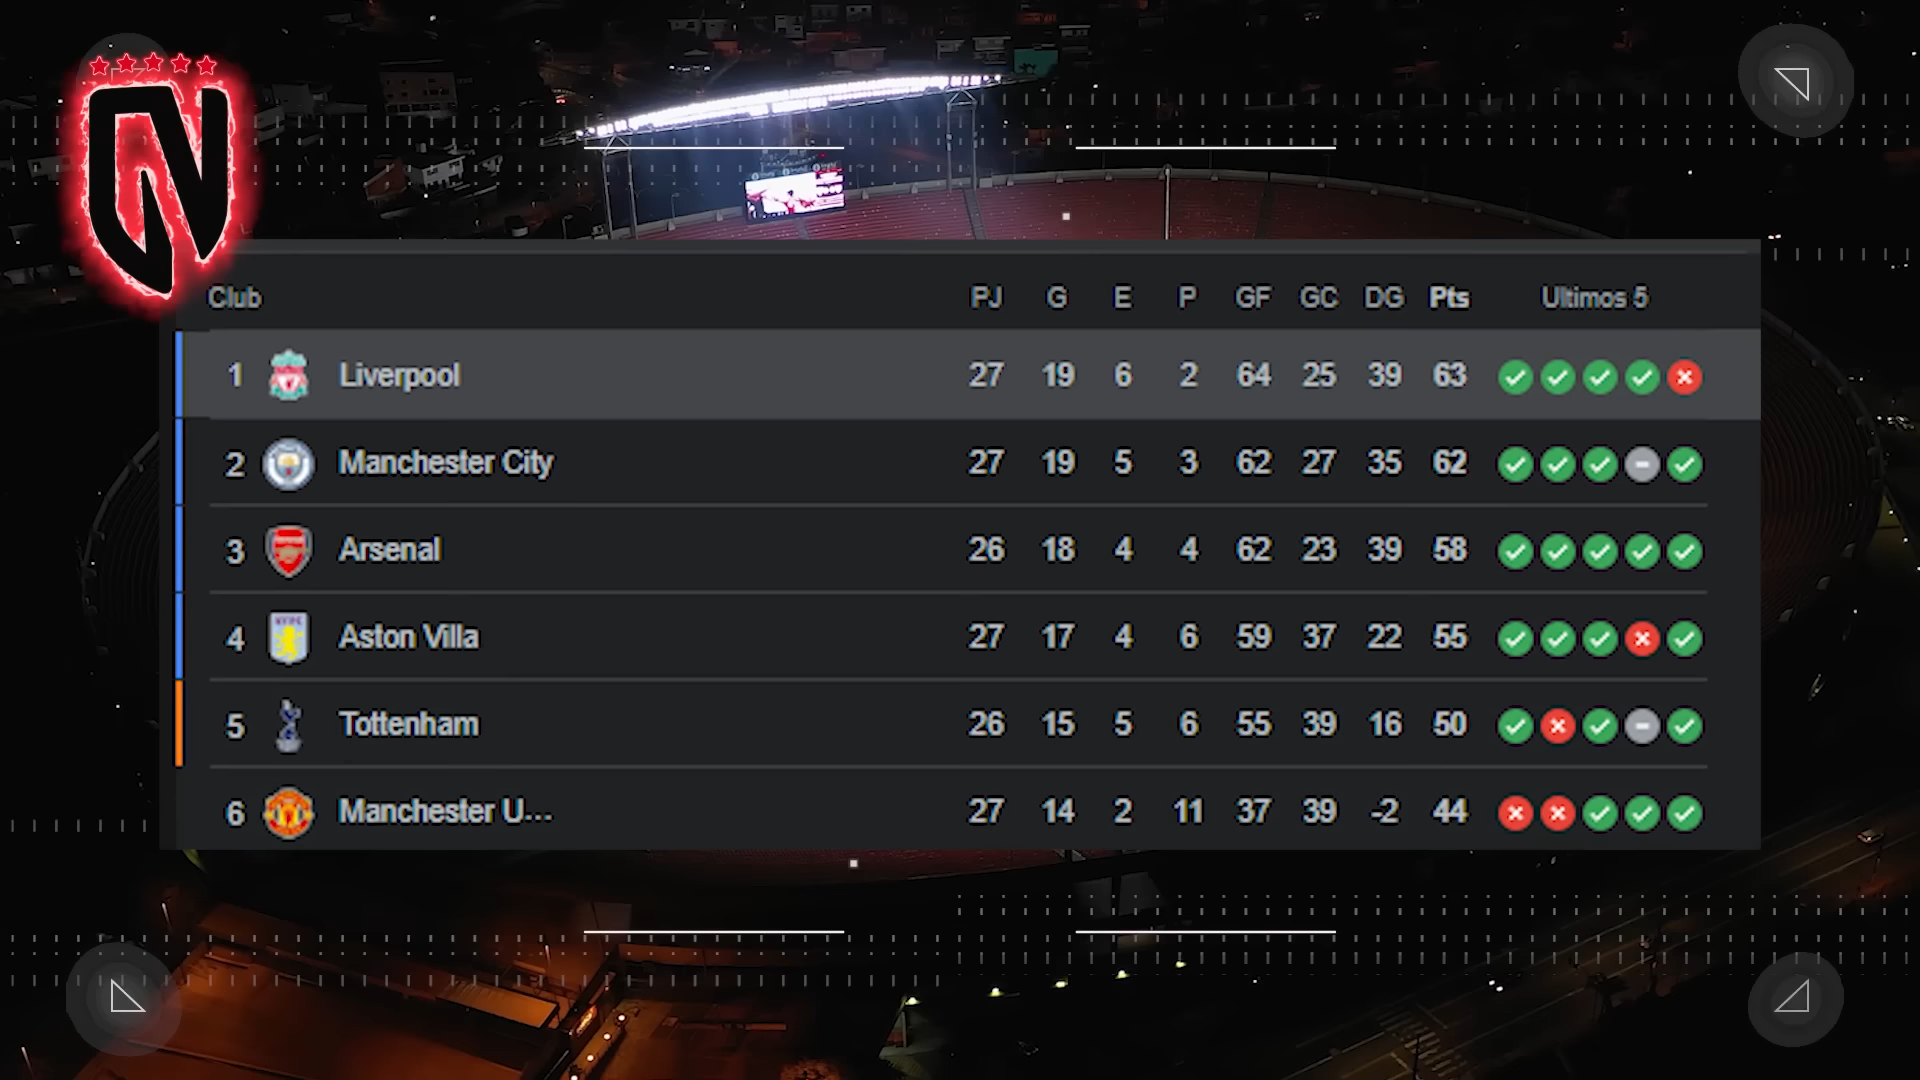 Club PJ G E P GF GC DG Pts Ultimos 5
1 Liverpool 27 19 6 2 64 25 39 63
2 Manchester City 27 19 5 3 62 27 35 62
3 Arsenal 26 18 4 4 62 23 39 58
4 Aston Villa 27 17 4 6 59 37 22 55
5 Tottenham 26 15 5 6 55 39 16 50
6 Manchester U... 27 14 2 11 37 39 -2 44